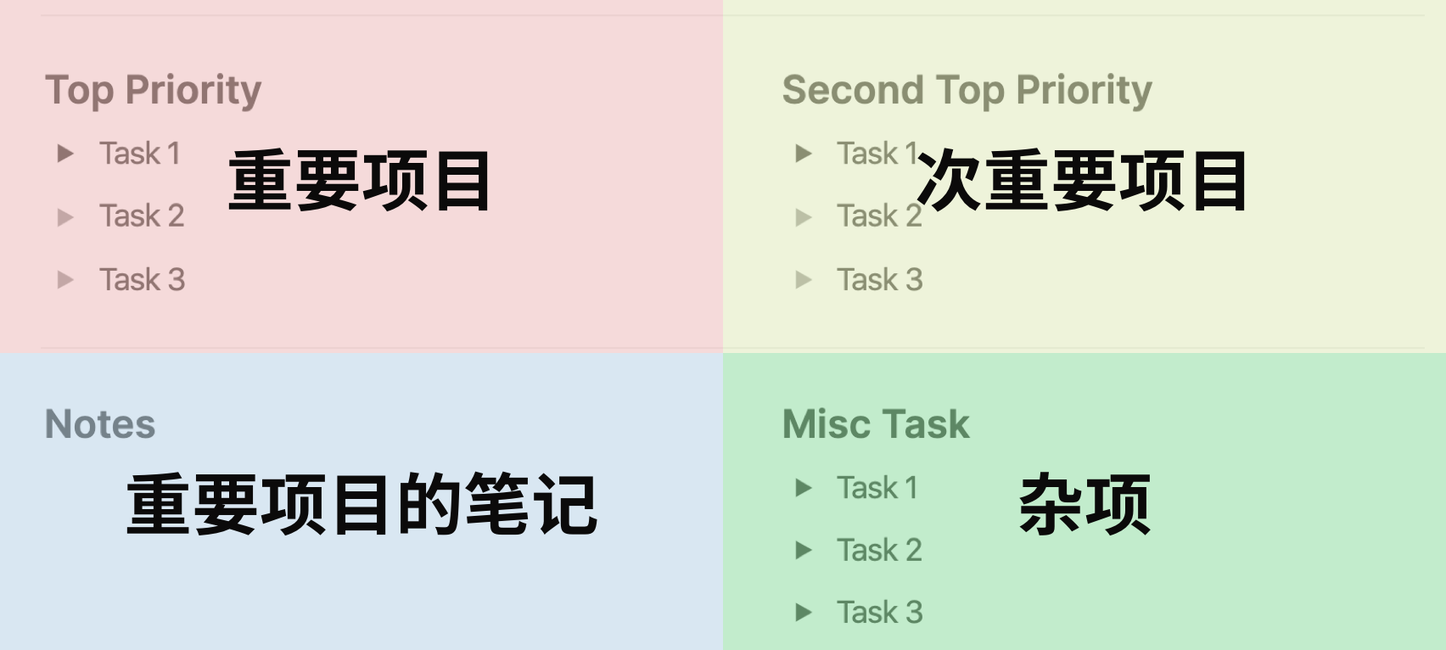 Top Priority
Task 1
Task 2
Task 3
重要项目
Second Top Priority
Task 1
Task 2
Task 3
次重要项目
Notes
重要项目的笔记
Misc Task
Task 1
Task 2
Task 3
杂项